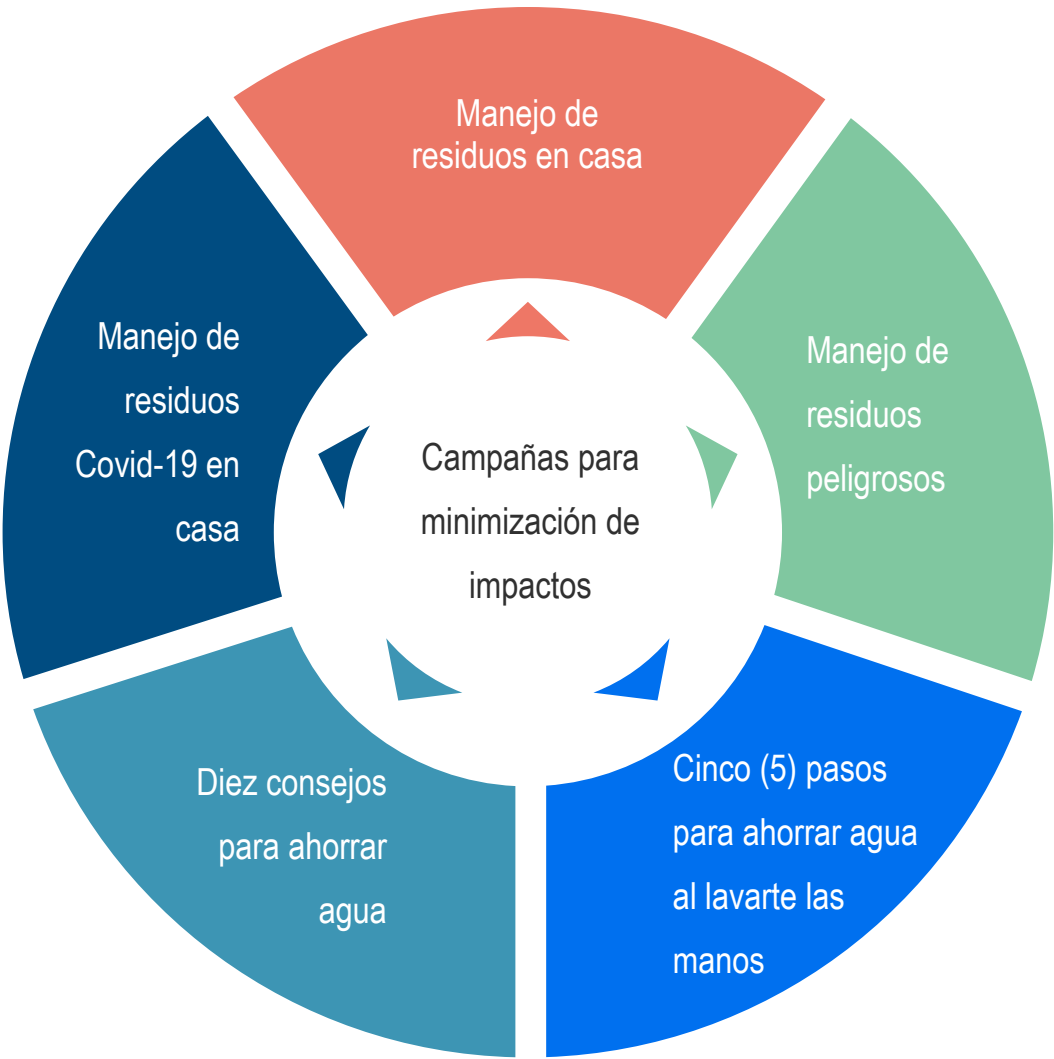 Manejo de
residuos en casa
Manejo de
residuos
peligrosos
Cinco (5) pasos
para ahorrar agua
al lavarte las
manos
Diez consejos
para ahorrar
agua
Manejo de
residuos
Covid-19 en
casa
Campañas para
minimización de
impactos